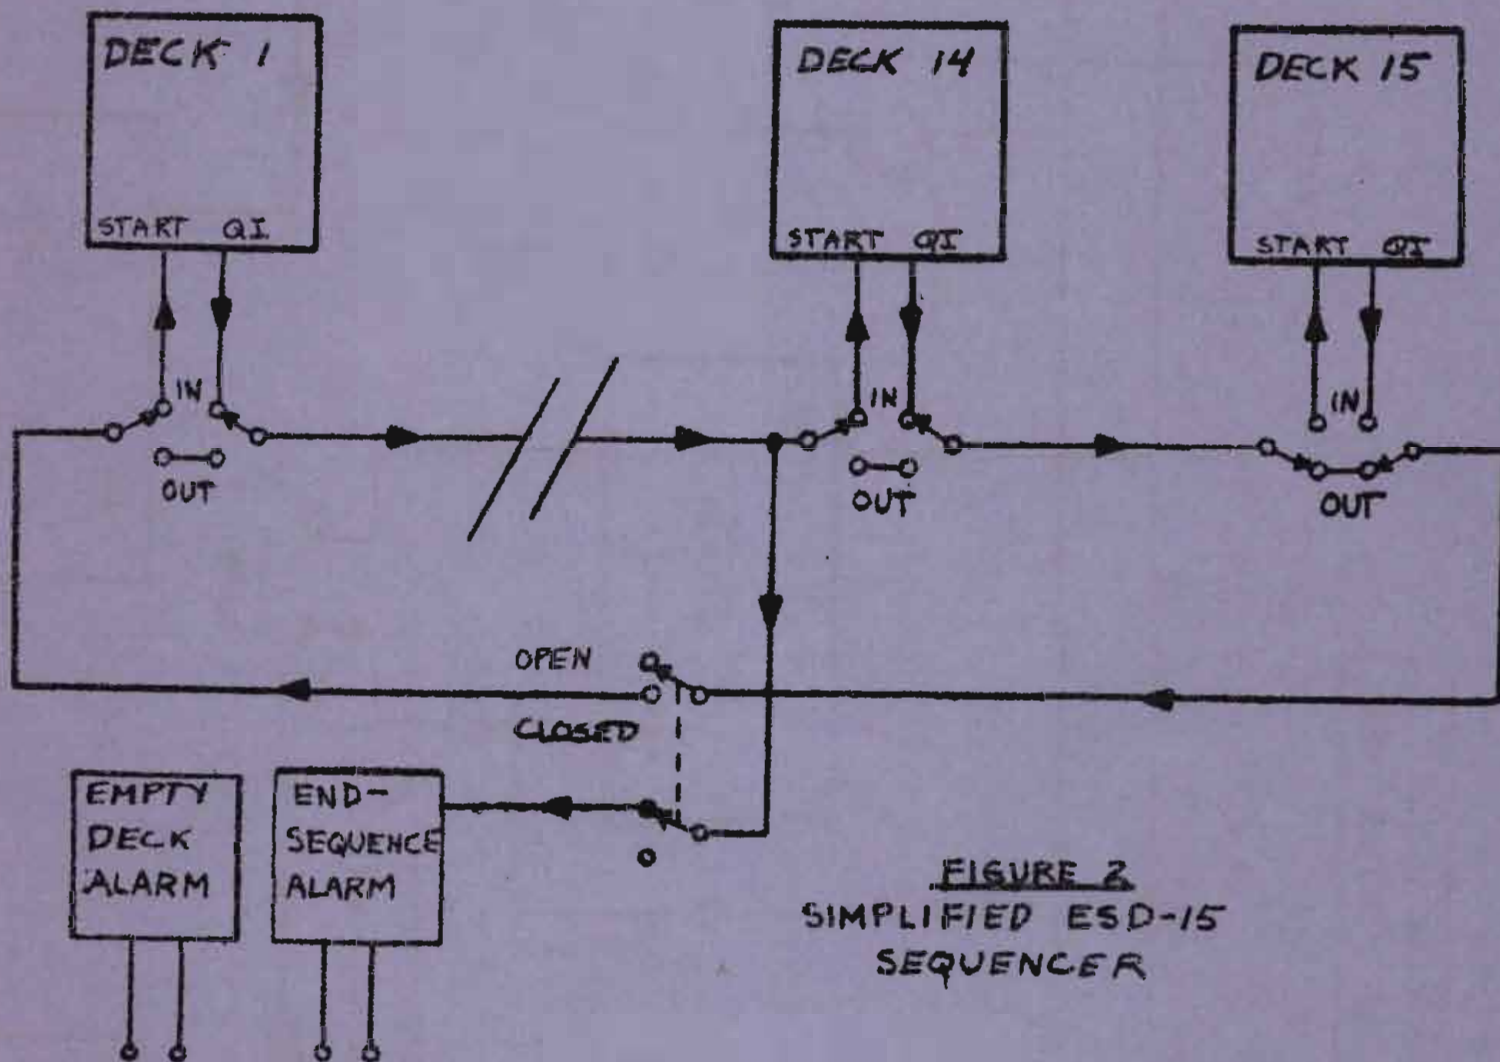 DECK 1
START QI
IN
OUT
DECK 14
START QI
IN
OUT
DECK 15
START QI
IN
OUT
OPEN
CLOSED
EMPTY
DECK
ALARM
END-
SEQUENCE
ALARM
FIGURE 2
SIMPLIFIED ESD-15
SEQUENCER